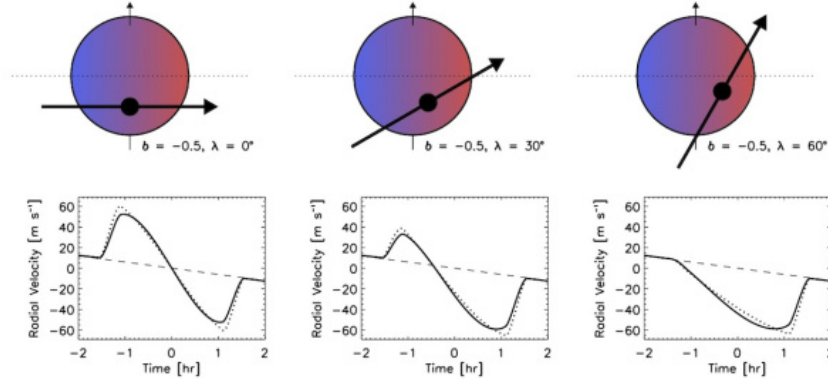 b = −0.5, λ = 0°
b = −0.5, λ = 30°
b = −0.5, λ = 60°
Radial Velocity [m s⁻¹]
60
40
20
0
−20
−40
−60
−2 −1 0 1 2
Time [hr]
Radial Velocity [m s⁻¹]
60
40
20
0
−20
−40
−60
−2 −1 0 1 2
Time [hr]
Radial Velocity [m s⁻¹]
60
40
20
0
−20
−40
−60
−2 −1 0 1 2
Time [hr]